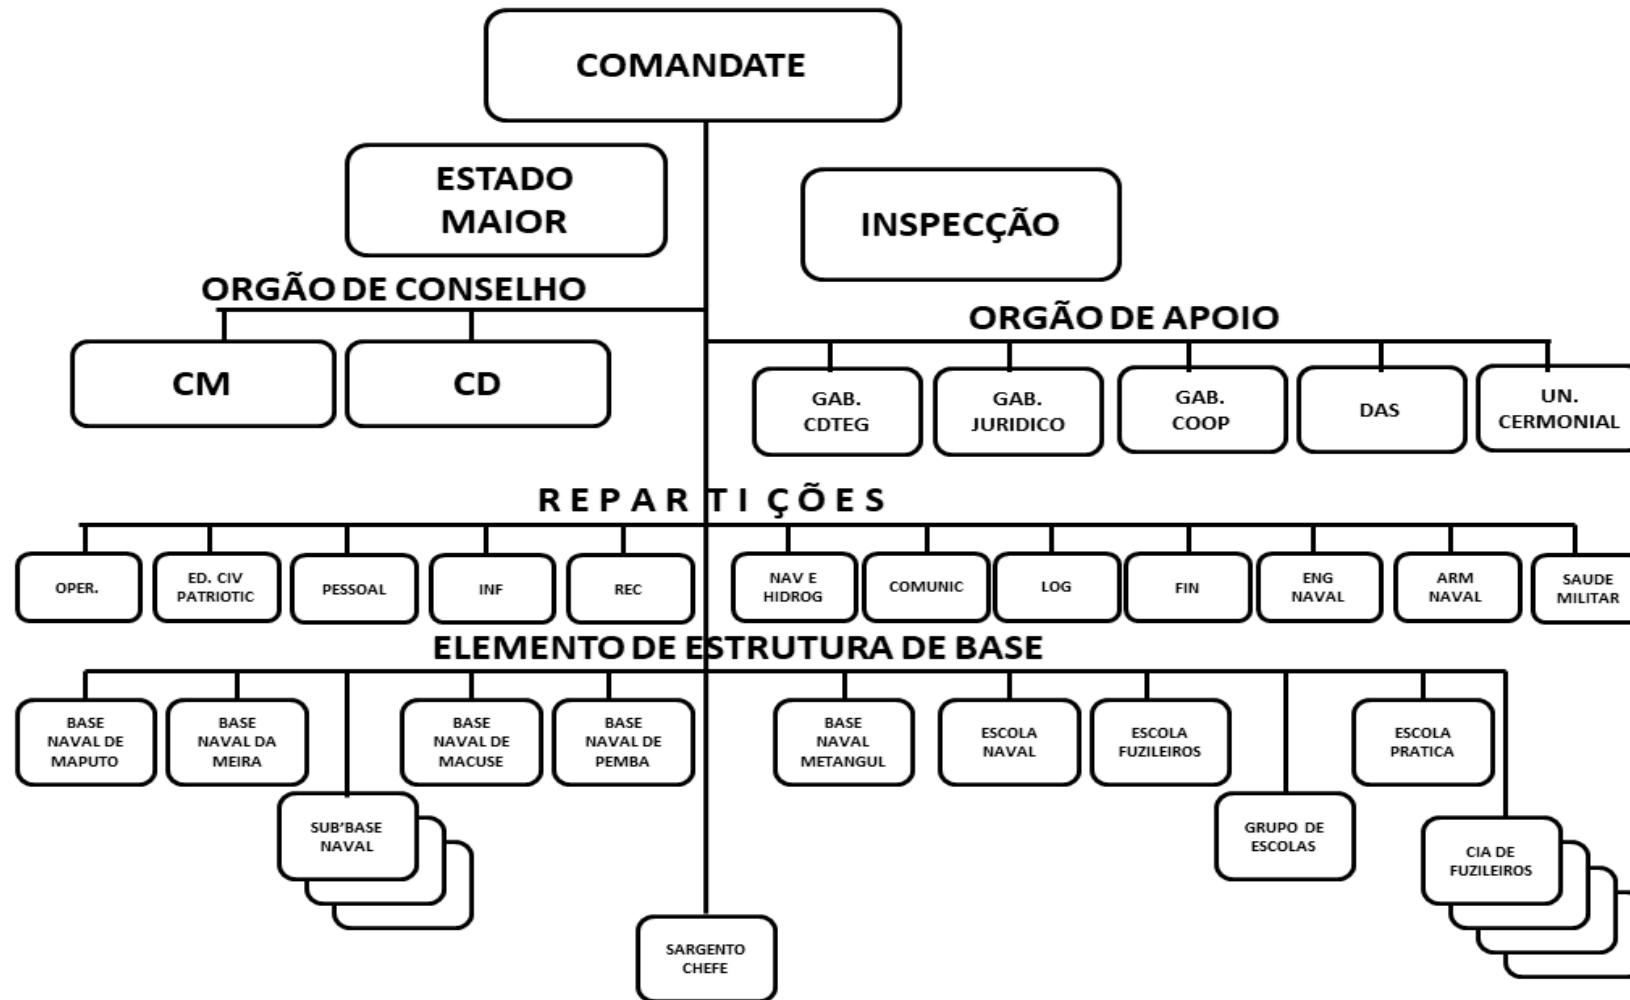 COMANDATE
ESTADO
MAIOR
INSPECÇÃO
ORGÃO DE CONSELHO
CM
CD
ORGÃO DE APOIO
GAB.
CDTEG
GAB.
JURIDICO
GAB.
COOP
DAS
UN.
CERMONIAL
R E P A R T I Ç Õ E S
OPER.
ED. CIV
PATRIOTIC
PESSOAL
INF
REC
NAV E
HIDROG
COMUNIC
LOG
FIN
ENG
NAVAL
ARM
NAVAL
SAUDE
MILITAR
ELEMENTO DE ESTRUTURA DE BASE
BASE
NAVAL DE
MAPUTO
BASE
NAVAL DA
MEIRA
SUB'BASE
NAVAL
BASE
NAVAL DE
MACUSE
BASE
NAVAL DE
PEMBA
BASE
NAVAL
METANGUL
ESCOLA
NAVAL
ESCOLA
FUZILEIROS
GRUPO DE
ESCOLAS
ESCOLA
PRATICA
CIA DE
FUZILEIROS
SARGENTO
CHEFE